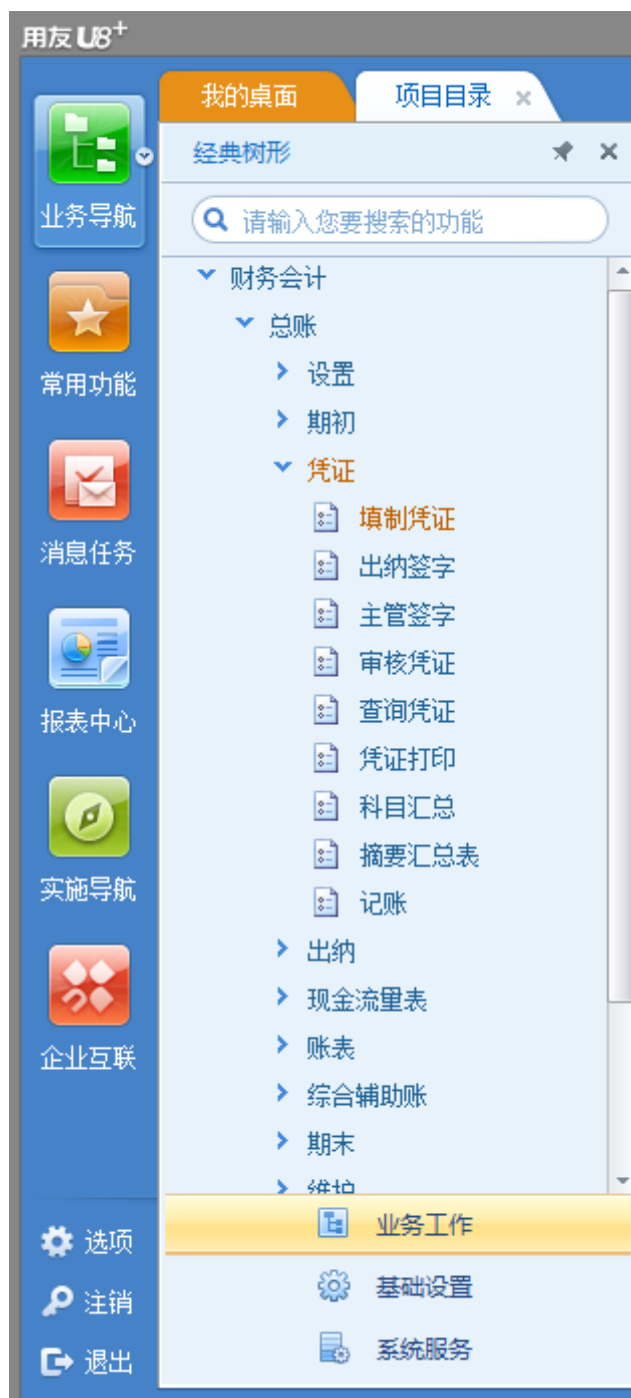 用友 U8+
我的桌面
项目目录
经典树形
请输入您要搜索的功能
业务导航
常用功能
消息任务
报表中心
实施导航
企业互联
选项
注销
退出
财务会计
总账
设置
期初
凭证
填制凭证
出纳签字
主管签字
审核凭证
查询凭证
凭证打印
科目汇总
摘要汇总表
记账
出纳
现金流量表
账表
综合辅助账
期末
维护
业务工作
基础设置
系统服务